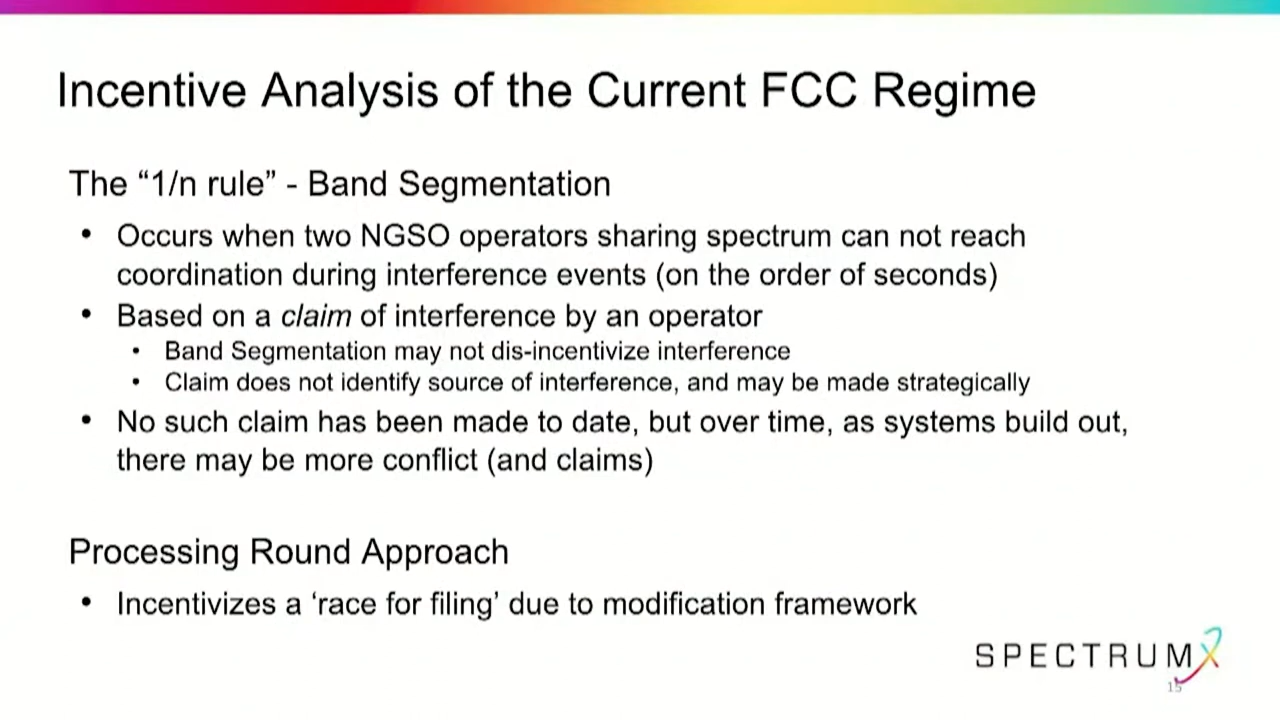 Incentive Analysis of the Current FCC Regime
The “1/n rule” - Band Segmentation
• Occurs when two NGSO operators sharing spectrum can not reach
coordination during interference events (on the order of seconds)
• Based on a claim of interference by an operator
• Band Segmentation may not dis-incentivize interference
• Claim does not identify source of interference, and may be made strategically
• No such claim has been made to date, but over time, as systems build out,
there may be more conflict (and claims)
Processing Round Approach
• Incentivizes a ‘race for filing’ due to modification framework
SPECTRUMX
15